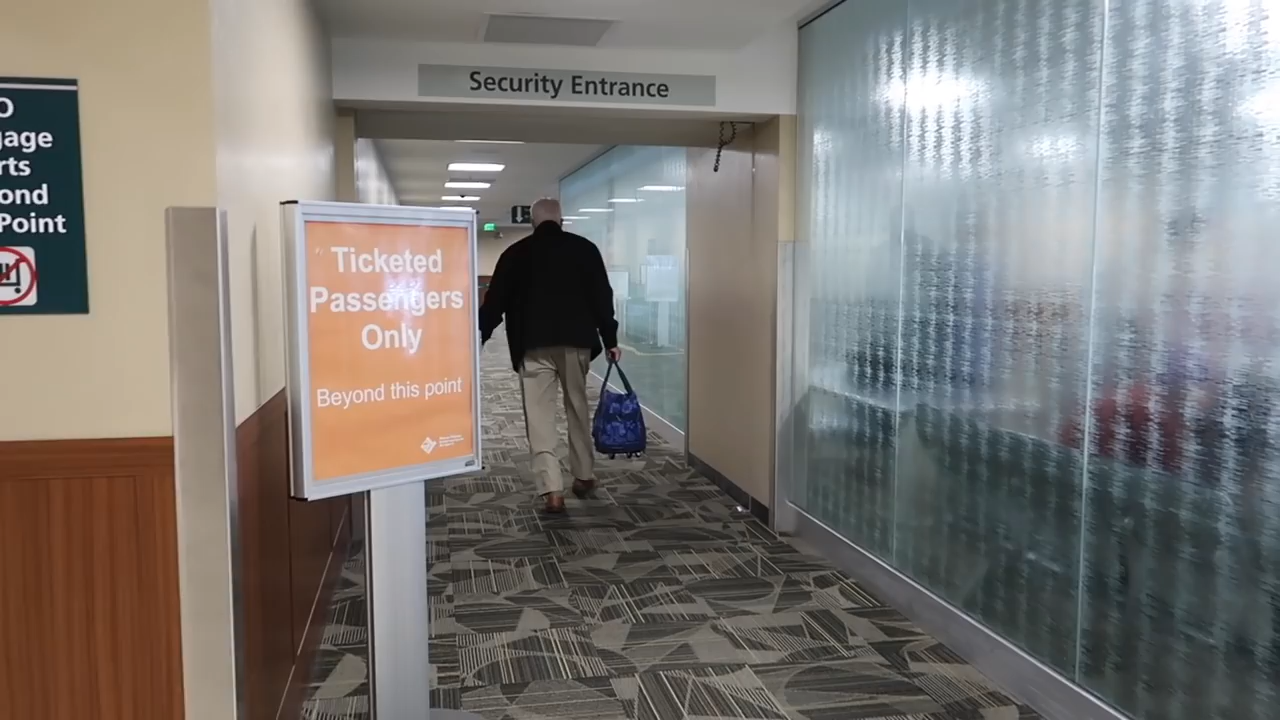 Security Entrance
O
gage
rts
ond
Point
Ticketed
Passengers
Only
Beyond this point